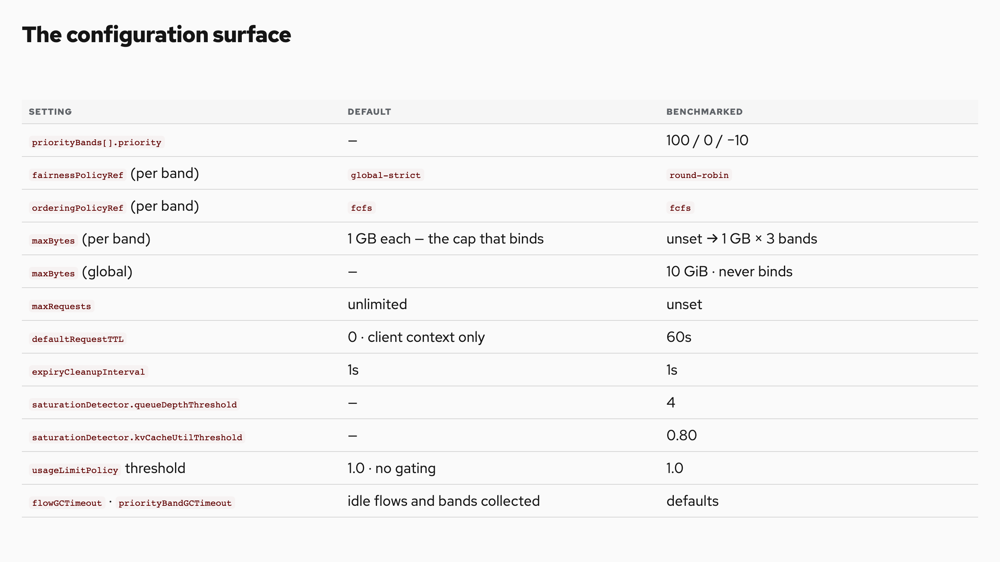 The configuration surface
SETTING DEFAULT BENCHMARKED
priorityBands[].priority — 100 / 0 / −10
fairnessPolicyRef (per band) global-strict round-robin
orderingPolicyRef (per band) fcfs fcfs
maxBytes (per band) 1 GB each — the cap that binds unset → 1 GB × 3 bands
maxBytes (global) — 10 GiB · never binds
maxRequests unlimited unset
defaultRequestTTL 0 · client context only 60s
expiryCleanupInterval 1s 1s
saturationDetector.queueDepthThreshold — 4
saturationDetector.kvCacheUtilThreshold — 0.80
usageLimitPolicy threshold 1.0 · no gating 1.0
flowGCTimeout · priorityBandGCTimeout idle flows and bands collected defaults